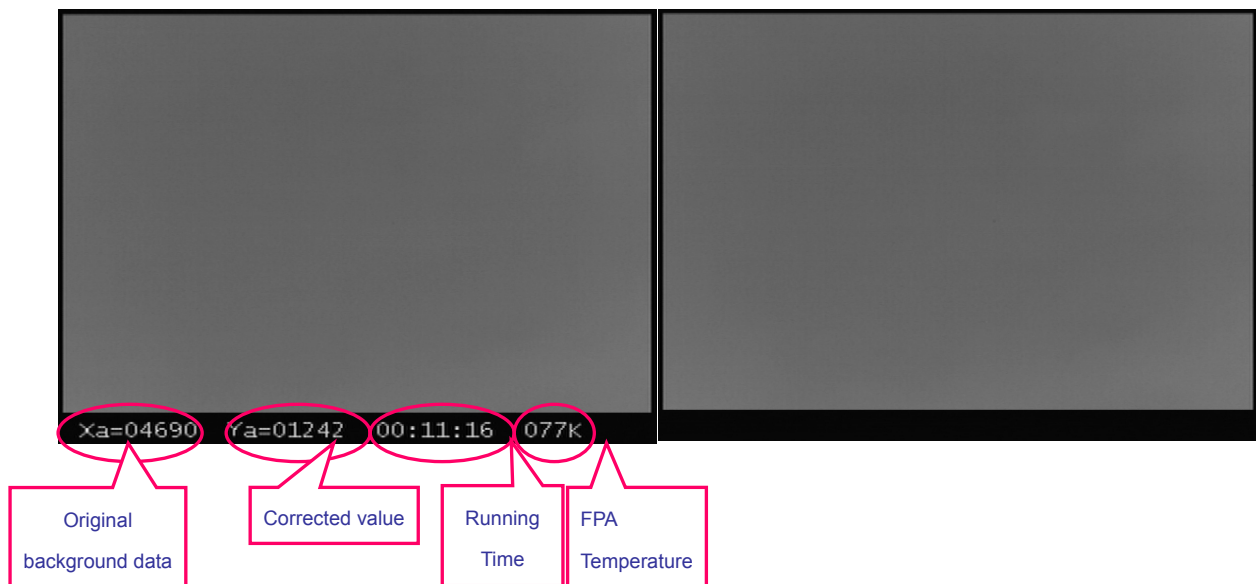 Xa=04690 Ya=01242 00:11:16 077K
Original
background data
Corrected value
Running
Time
FPA
Temperature